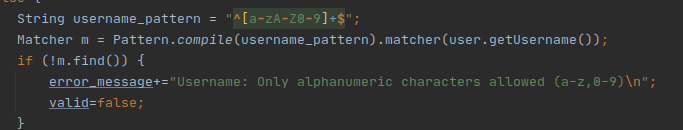 String username_pattern = "^[a-zA-Z0-9]+$";
Matcher m = Pattern.compile(username_pattern).matcher(user.getUsername());
if (!m.find()) {
error_message+="Username: Only alphanumeric characters allowed (a-z,0-9)\n";
valid=false;
}